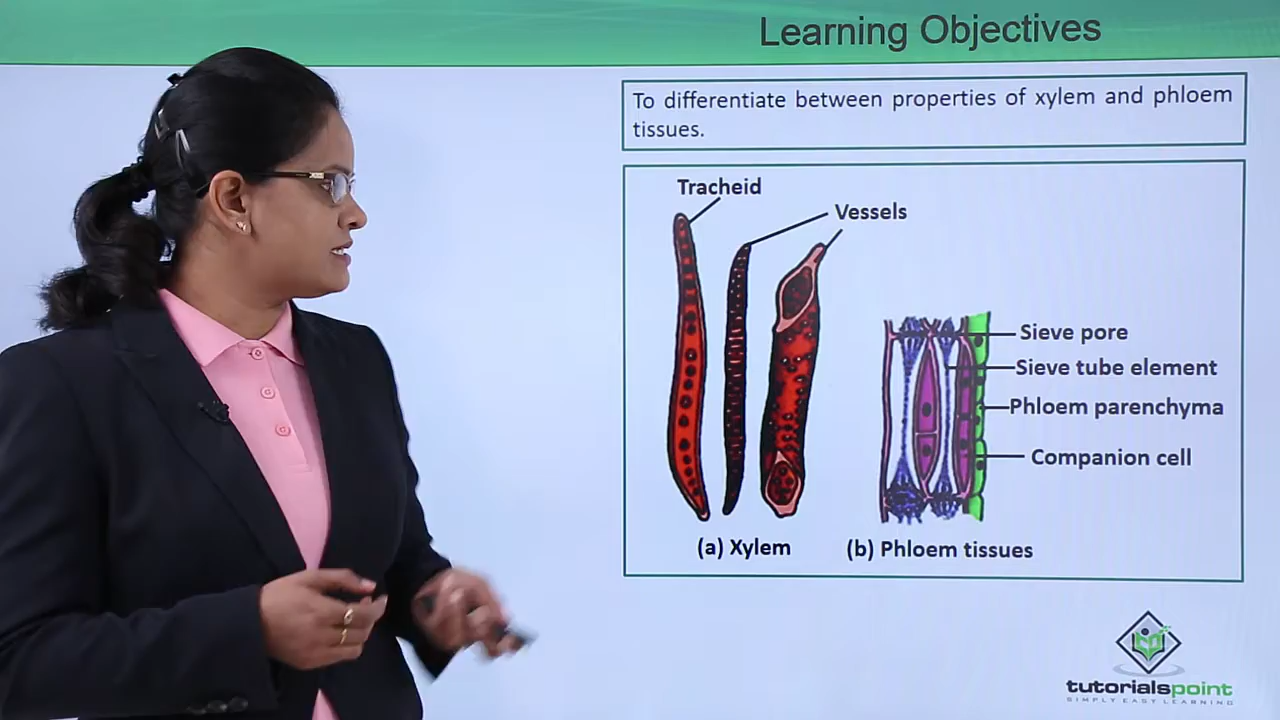 Learning Objectives
To differentiate between properties of xylem and phloem
tissues.
Tracheid
Vessels
Sieve pore
Sieve tube element
Phloem parenchyma
Companion cell
(a) Xylem
(b) Phloem tissues
tutorialspoint
SIMPLY EASY LEARNING